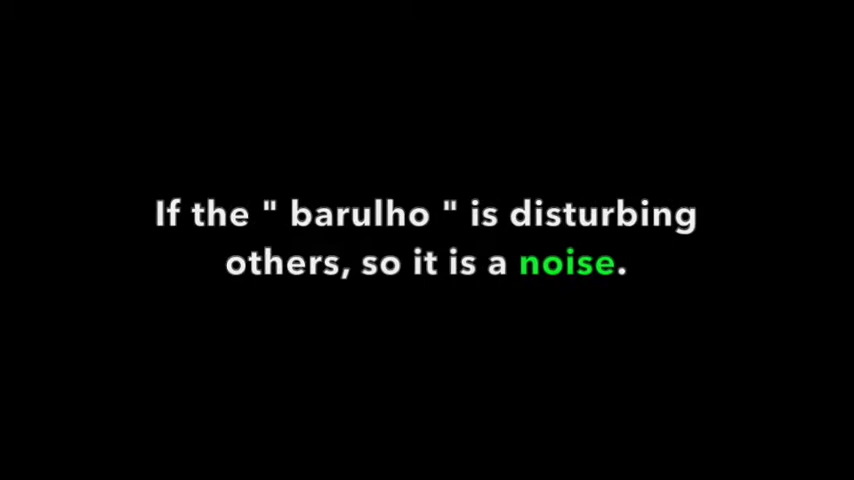 If the " barulho " is disturbing
others, so it is a noise.